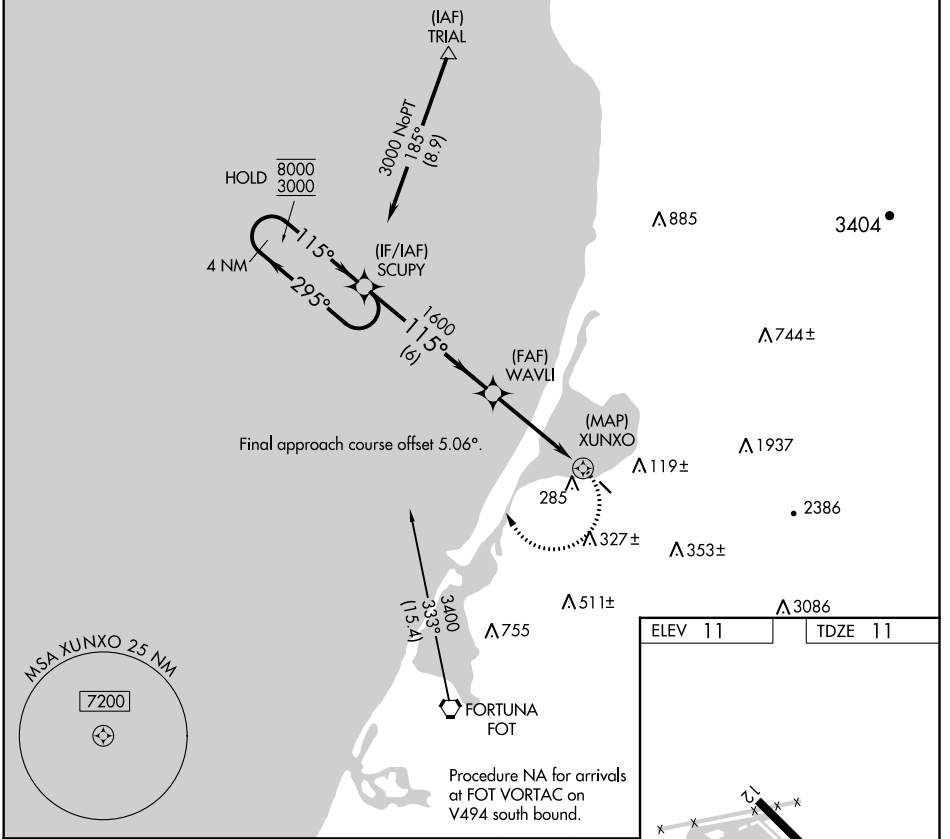 (IAF)
TRIAL
3000 NoPT
185°
(8.9)
HOLD
8000
3000
4 NM
115°
295°
(IF/IAF)
SCUPY
1600
115°
(6)
(FAF)
WAVLI
(MAP)
XUNXO
885
3404
744±
1937
119±
285
2386
327±
353±
511±
3086
755
Final approach course offset 5.06°.
3400
333°
(15.4)
FORTUNA
FOT
MSA XUNXO 25 NM
7200
Procedure NA for arrivals
at FOT VORTAC on
V494 south bound.
ELEV 11
TDZE 11
12